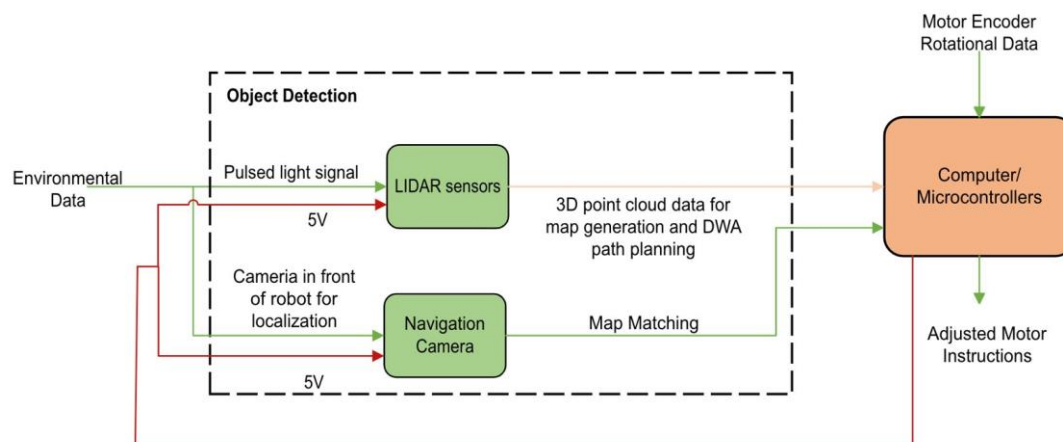 Motor Encoder
Rotational Data
Object Detection
Environmental
Data
Pulsed light signal
LIDAR sensors
5V
3D point cloud data for
map generation and DWA
path planning
Computer/
Microcontrollers
Cameria in front
of robot for
localization
Navigation
Camera
Map Matching
5V
Adjusted Motor
Instructions